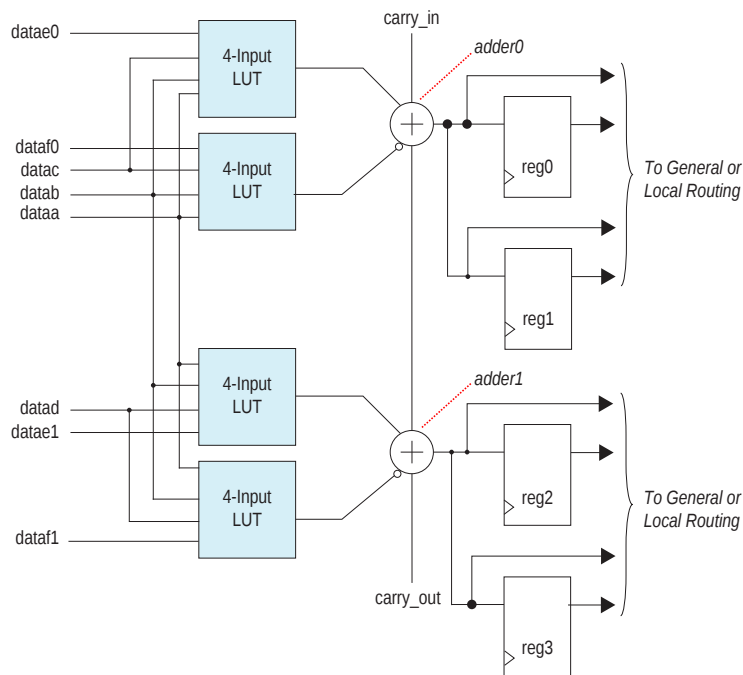 carry_in
datae0
4-Input
LUT
adder0
dataf0
datac
datab
dataa
4-Input
LUT
reg0
To General or
Local Routing
reg1
4-Input
LUT
adder1
datad
datae1
4-Input
LUT
reg2
To General or
Local Routing
dataf1
carry_out
reg3